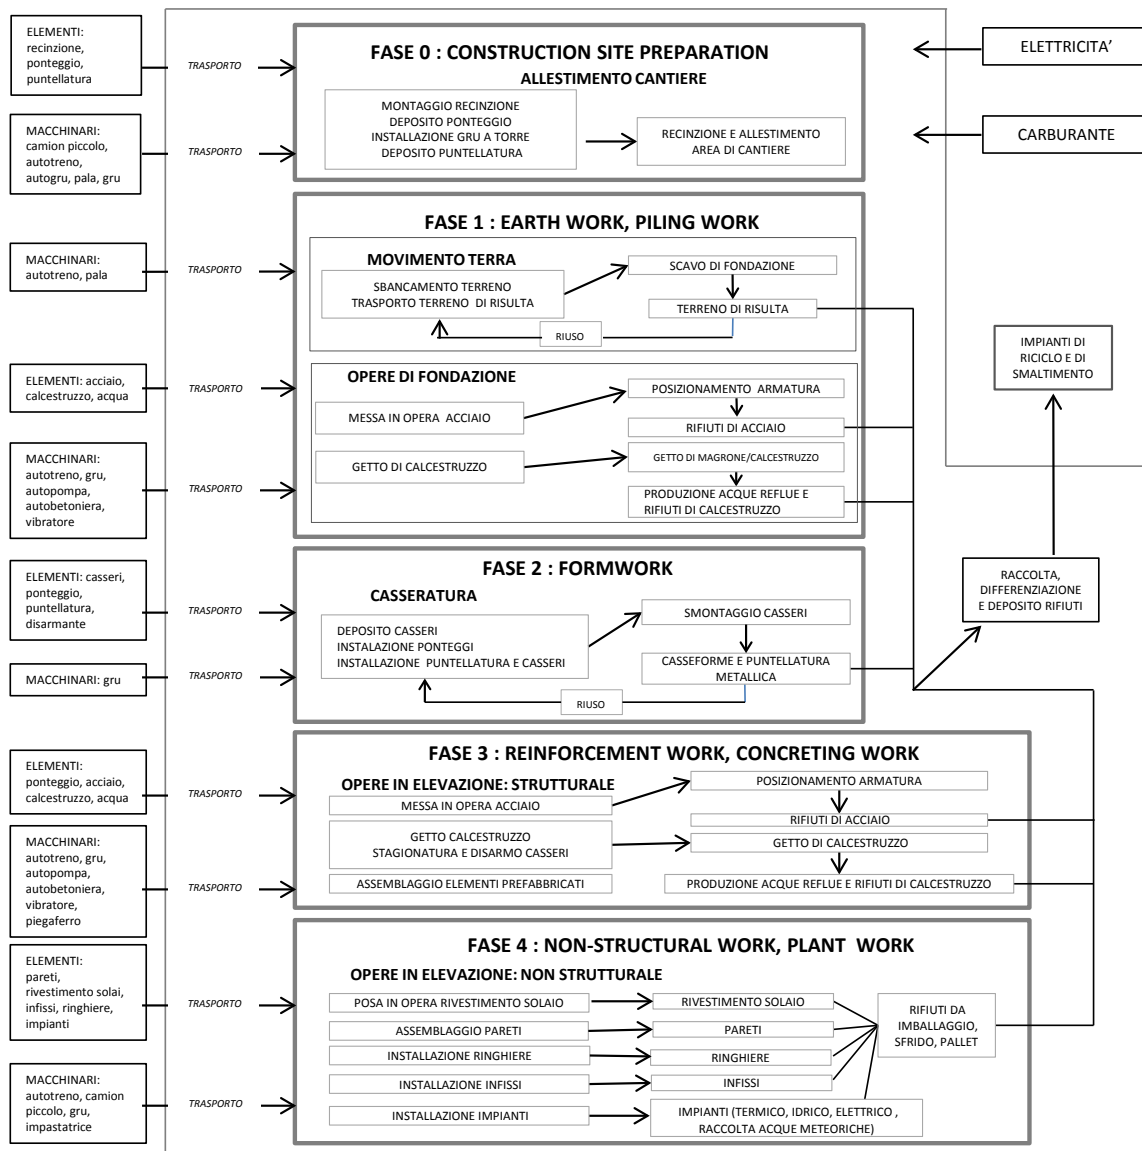 ELEMENTI:
recinzione,
ponteggio,
puntellatura
TRASPORTO
MACCHINARI:
camion piccolo,
autotreno,
autogru, pala, gru
TRASPORTO
FASE 0 : CONSTRUCTION SITE PREPARATION
ALLESTIMENTO CANTIERE
MONTAGGIO RECINZIONE
DEPOSITO PONTEGGIO
INSTALLAZIONE GRU A TORRE
DEPOSITO PUNTELLATURA
RECINZIONE E ALLESTIMENTO
AREA DI CANTIERE
ELETTRICITA’
CARBURANTE
MACCHINARI:
autotreno, pala
TRASPORTO
FASE 1 : EARTH WORK, PILING WORK
MOVIMENTO TERRA
SBANCAMENTO TERRENO
TRASPORTO TERRENO DI RISULTA
SCAVO DI FONDAZIONE
TERRENO DI RISULTA
RIUSO
ELEMENTI: acciaio,
calcestruzzo, acqua
TRASPORTO
MACCHINARI:
autotreno, gru,
autopompa,
autobetoniera,
vibratore
TRASPORTO
OPERE DI FONDAZIONE
MESSA IN OPERA ACCIAIO
GETTO DI CALCESTRUZZO
POSIZIONAMENTO ARMATURA
RIFIUTI DI ACCIAIO
GETTO DI MAGRONE/CALCESTRUZZO
PRODUZIONE ACQUE REFLUE E
RIFIUTI DI CALCESTRUZZO
IMPIANTI DI
RICICLO E DI
SMALTIMENTO
RACCOLTA,
DIFFERENZIAZIONE
E DEPOSITO RIFIUTI
ELEMENTI: casseri,
ponteggio,
puntellatura,
disarmante
TRASPORTO
MACCHINARI: gru
TRASPORTO
FASE 2 : FORMWORK
CASSERATURA
DEPOSITO CASSERI
INSTALAZIONE PONTEGGI
INSTALLAZIONE PUNTELLATURA E CASSERI
SMONTAGGIO CASSERI
CASSEFORME E PUNTELLATURA
METALLICA
RIUSO
ELEMENTI:
ponteggio, acciaio,
calcestruzzo, acqua
TRASPORTO
MACCHINARI:
autotreno, gru,
autopompa,
autobetoniera,
vibratore,
piegaferro
TRASPORTO
FASE 3 : REINFORCEMENT WORK, CONCRETING WORK
OPERE IN ELEVAZIONE: STRUTTURALE
MESSA IN OPERA ACCIAIO
GETTO CALCESTRUZZO
STAGIONATURA E DISARMO CASSERI
ASSEMBLAGGIO ELEMENTI PREFABBRICATI
POSIZIONAMENTO ARMATURA
RIFIUTI DI ACCIAIO
GETTO DI CALCESTRUZZO
PRODUZIONE ACQUE REFLUE E RIFIUTI DI CALCESTRUZZO
ELEMENTI:
pareti,
rivestimento solai,
infissi, ringhiere,
impianti
TRASPORTO
MACCHINARI:
autotreno, camion
piccolo, gru,
impastatrice
TRASPORTO
FASE 4 : NON-STRUCTURAL WORK, PLANT WORK
OPERE IN ELEVAZIONE: NON STRUTTURALE
POSA IN OPERA RIVESTIMENTO SOLAIO
RIVESTIMENTO SOLAIO
ASSEMBLAGGIO PARETI
PARETI
INSTALLAZIONE RINGHIERE
RINGHIERE
INSTALLAZIONE INFISSI
INFISSI
INSTALLAZIONE IMPIANTI
IMPIANTI (TERMICO, IDRICO, ELETTRICO ,
RACCOLTA ACQUE METEORICHE)
RIFIUTI DA
IMBALLAGGIO,
SFRIDO, PALLET